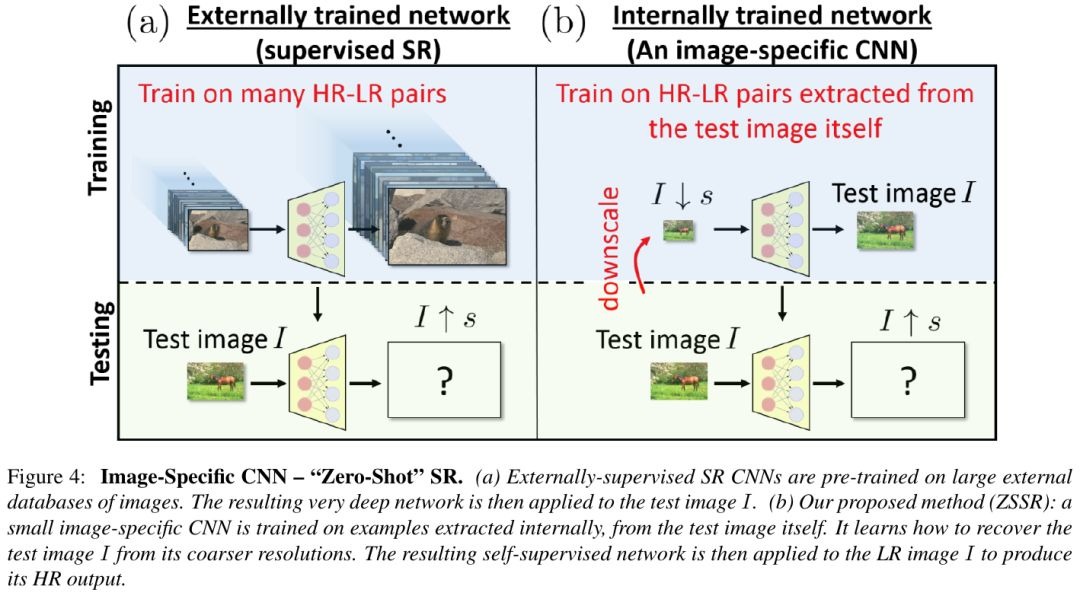 (a) Externally trained network
(supervised SR)
(b) Internally trained network
(An image-specific CNN)
Training
Train on many HR-LR pairs
Train on HR-LR pairs extracted from
the test image itself
downscale
I ↓ s
Test image I
Testing
Test image I
I ↑ s
?
Test image I
I ↑ s
?
Figure 4: Image-Specific CNN – “Zero-Shot” SR. (a) Externally-supervised SR CNNs are pre-trained on large external
databases of images. The resulting very deep network is then applied to the test image I. (b) Our proposed method (ZSSR): a
small image-specific CNN is trained on examples extracted internally, from the test image itself. It learns how to recover the
test image I from its coarser resolutions. The resulting self-supervised network is then applied to the LR image I to produce
its HR output.